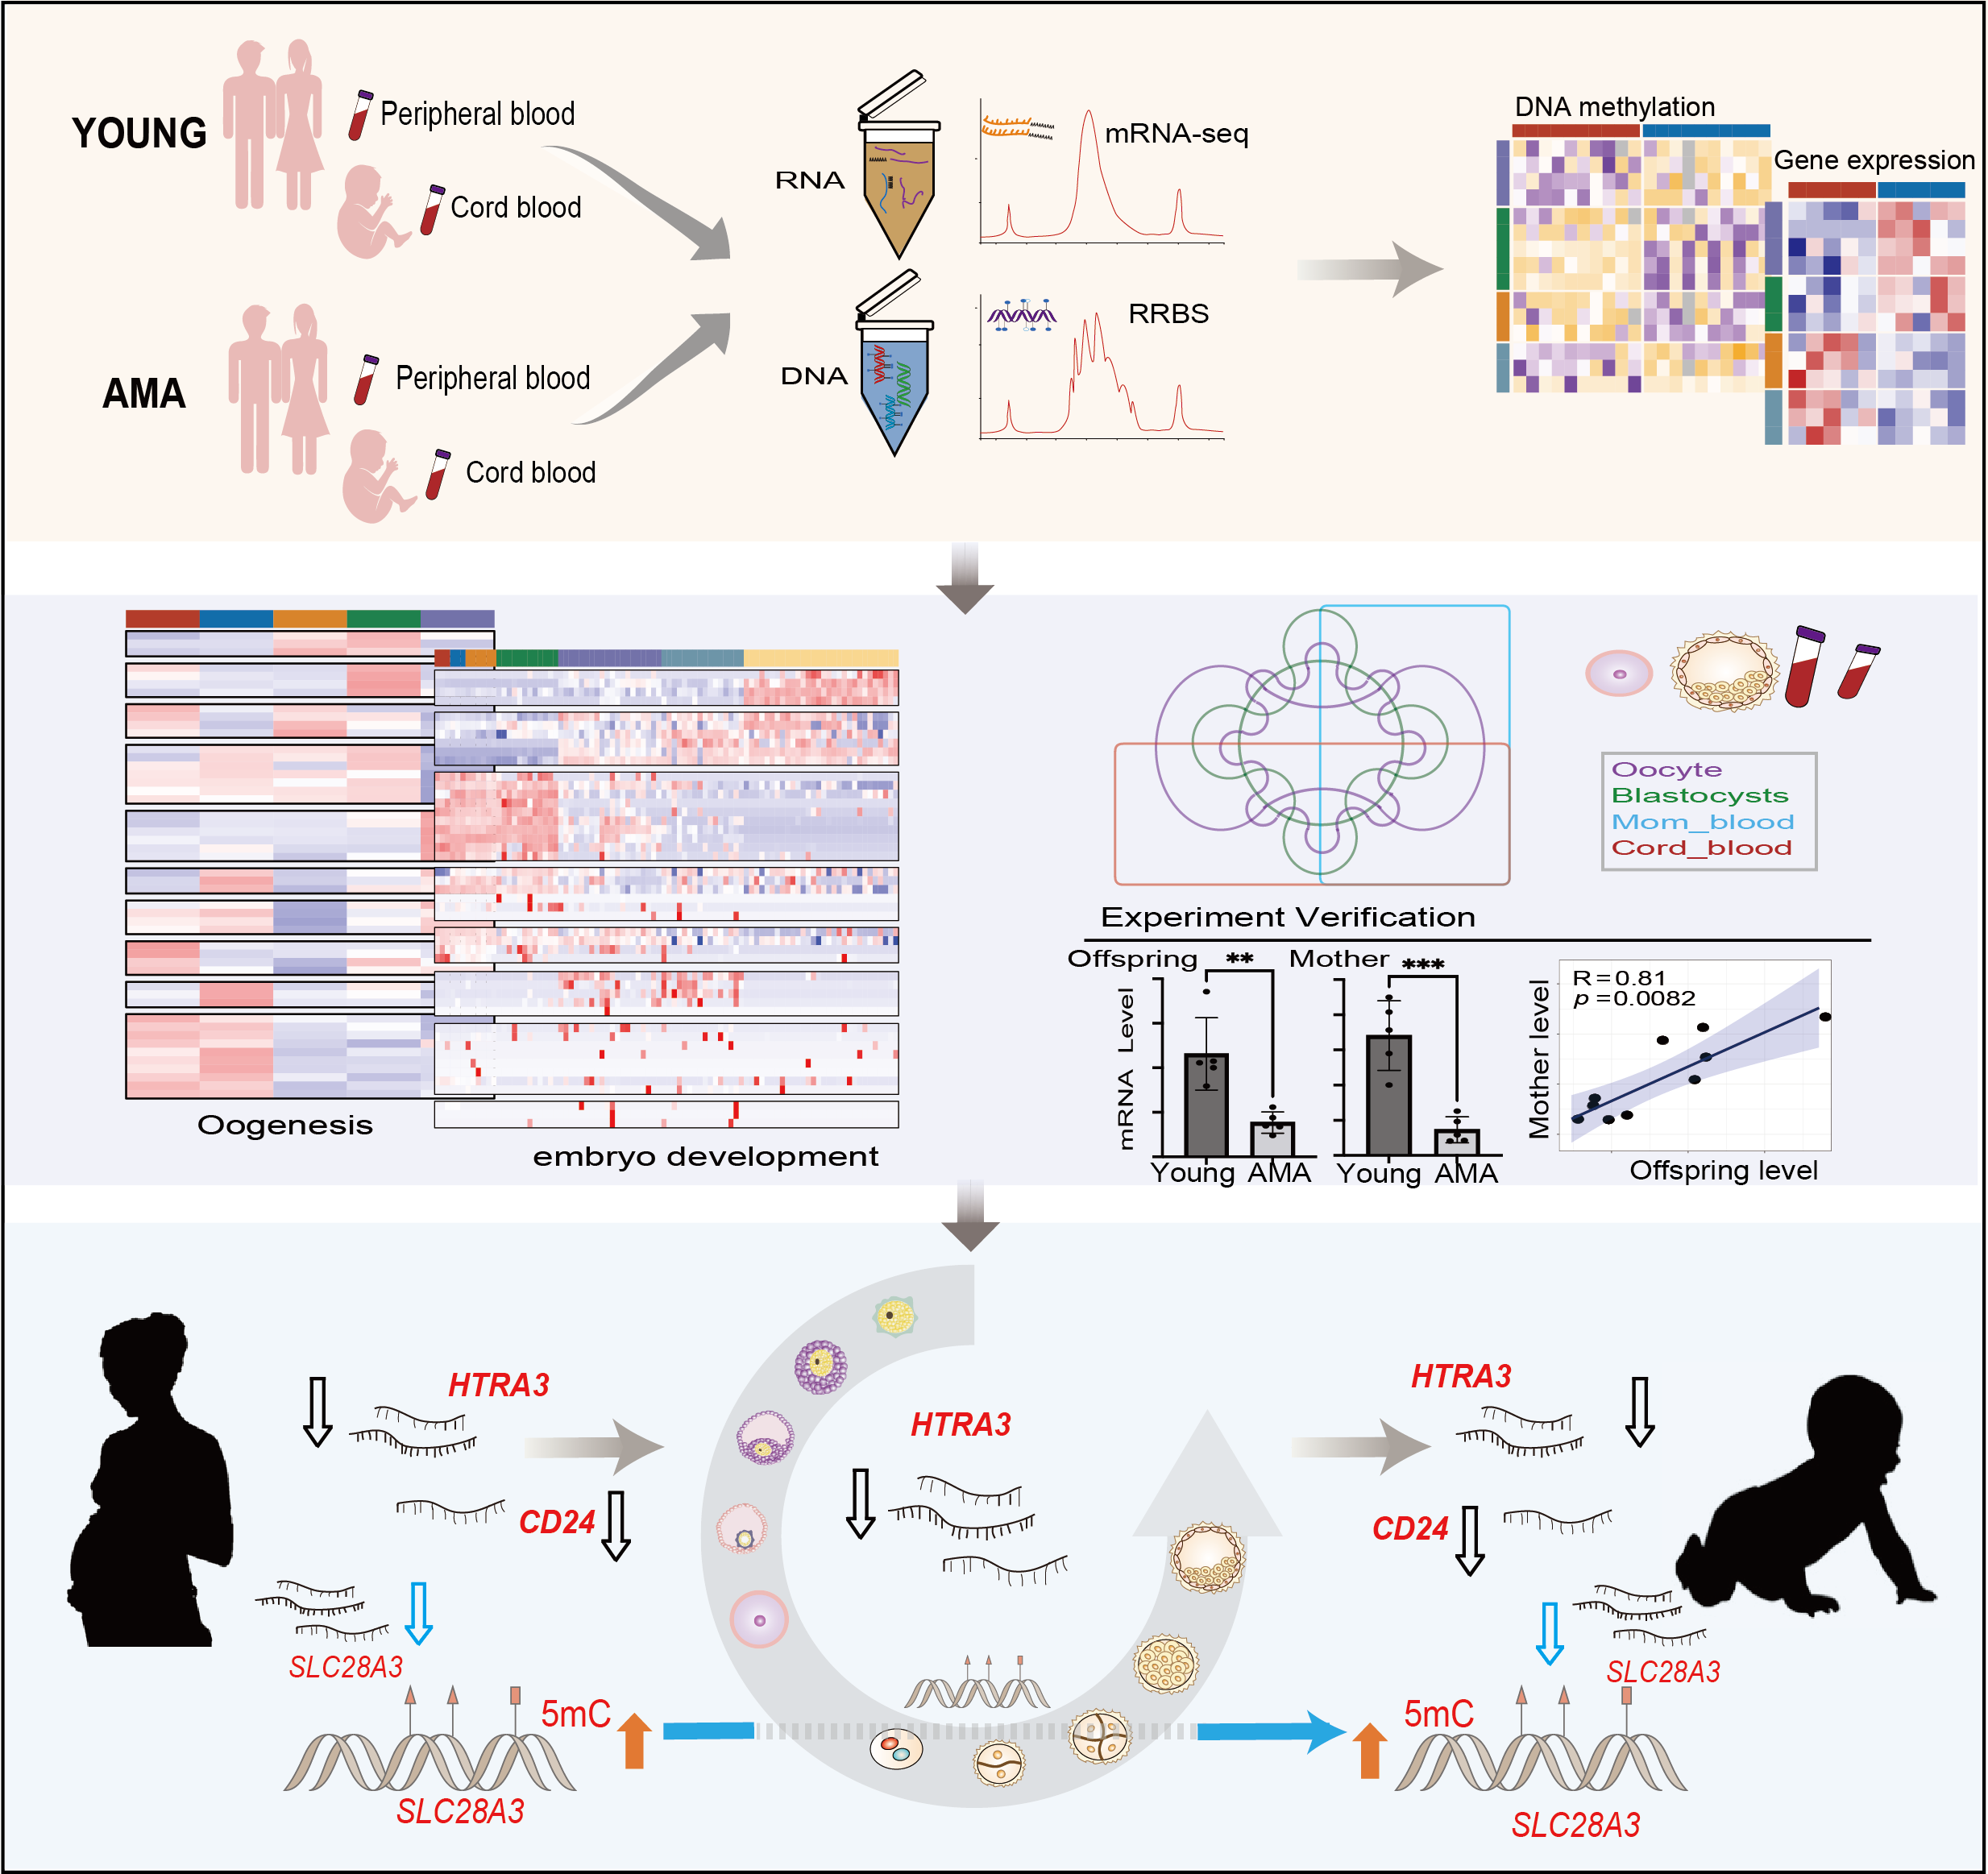 YOUNG
Peripheral blood
Cord blood
AMA
Peripheral blood
Cord blood
RNA
mRNA-seq
DNA
RRBS
DNA methylation
Gene expression
Oogenesis
embryo development
Oocyte
Blastocysts
Mom_blood
Cord_blood
Experiment Verification
Offspring
**
Mother
***
mRNA Level
Young
AMA
Young
AMA
R=0.81
p=0.0082
Mother level
Offspring level
HTRA3
CD24
SLC28A3
5mC
SLC28A3
HTRA3
HTRA3
CD24
SLC28A3
5mC
SLC28A3